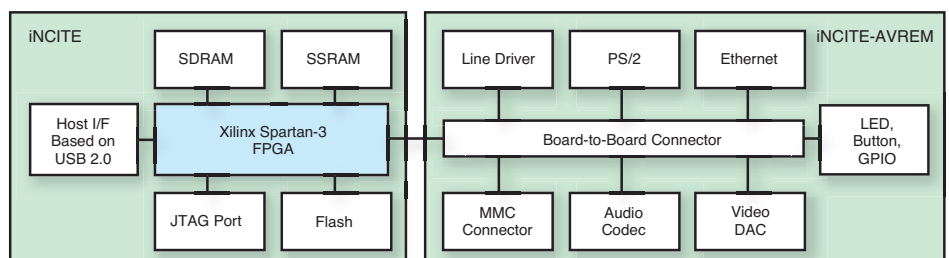 iNCITE
SDRAM
SSRAM
Host I/F
Based on
USB 2.0
Xilinx Spartan-3
FPGA
JTAG Port
Flash
iNCITE-AVREM
Line Driver
PS/2
Ethernet
Board-to-Board Connector
LED,
Button,
GPIO
MMC
Connector
Audio
Codec
Video
DAC